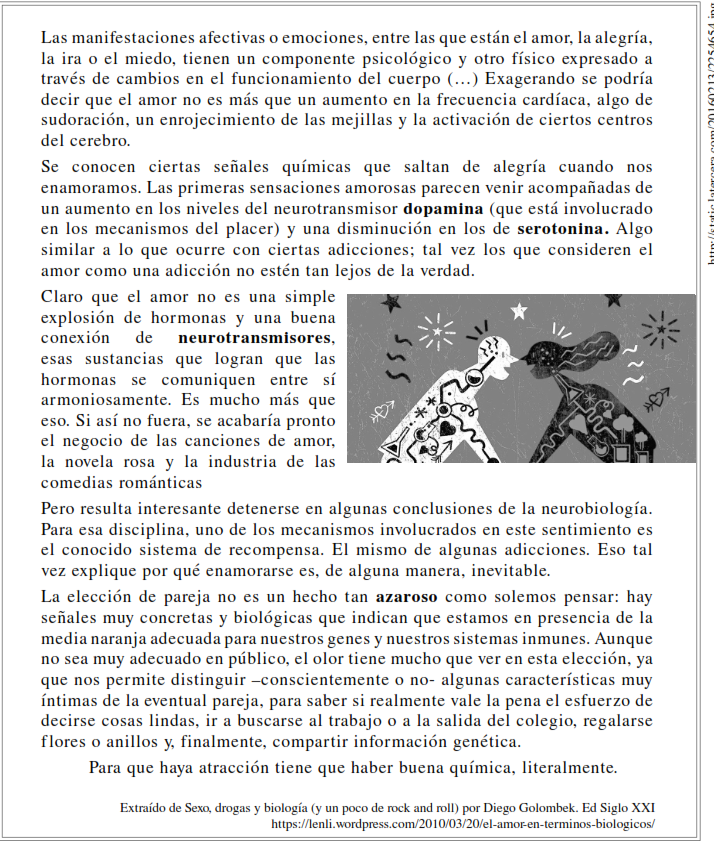 Las manifestaciones afectivas o emociones, entre las que están el amor, la alegría,
la ira o el miedo, tienen un componente psicológico y otro físico expresado a
través de cambios en el funcionamiento del cuerpo (…) Exagerando se podría
decir que el amor no es más que un aumento en la frecuencia cardíaca, algo de
sudoración, un enrojecimiento de las mejillas y la activación de ciertos centros
del cerebro.
Se conocen ciertas señales químicas que saltan de alegría cuando nos
enamoramos. Las primeras sensaciones amorosas parecen venir acompañadas de
un aumento en los niveles del neurotransmisor dopamina (que está involucrado
en los mecanismos del placer) y una disminución en los de serotonina. Algo
similar a lo que ocurre con ciertas adicciones; tal vez los que consideren el
amor como una adicción no estén tan lejos de la verdad.
Claro que el amor no es una simple
explosión de hormonas y una buena
conexión de neurotransmisores,
esas sustancias que logran que las
hormonas se comuniquen entre sí
armoniosamente. Es mucho más que
eso. Si así no fuera, se acabaría pronto
el negocio de las canciones de amor,
la novela rosa y la industria de las
comedias románticas
Pero resulta interesante detenerse en algunas conclusiones de la neurobiología.
Para esa disciplina, uno de los mecanismos involucrados en este sentimiento es
el conocido sistema de recompensa. El mismo de algunas adicciones. Eso tal
vez explique por qué enamorarse es, de alguna manera, inevitable.
La elección de pareja no es un hecho tan azaroso como solemos pensar: hay
señales muy concretas y biológicas que indican que estamos en presencia de la
media naranja adecuada para nuestros genes y nuestros sistemas inmunes. Aunque
no sea muy adecuado en público, el olor tiene mucho que ver en esta elección, ya
que nos permite distinguir –conscientemente o no- algunas características muy
íntimas de la eventual pareja, para saber si realmente vale la pena el esfuerzo de
decirse cosas lindas, ir a buscarse al trabajo o a la salida del colegio, regalarse
flores o anillos y, finalmente, compartir información genética.
Para que haya atracción tiene que haber buena química, literalmente.
Extraído de Sexo, drogas y biología (y un poco de rock and roll) por Diego Golombek. Ed Siglo XXI
https://lenli.wordpress.com/2010/03/20/el-amor-en-terminos-biologicos/